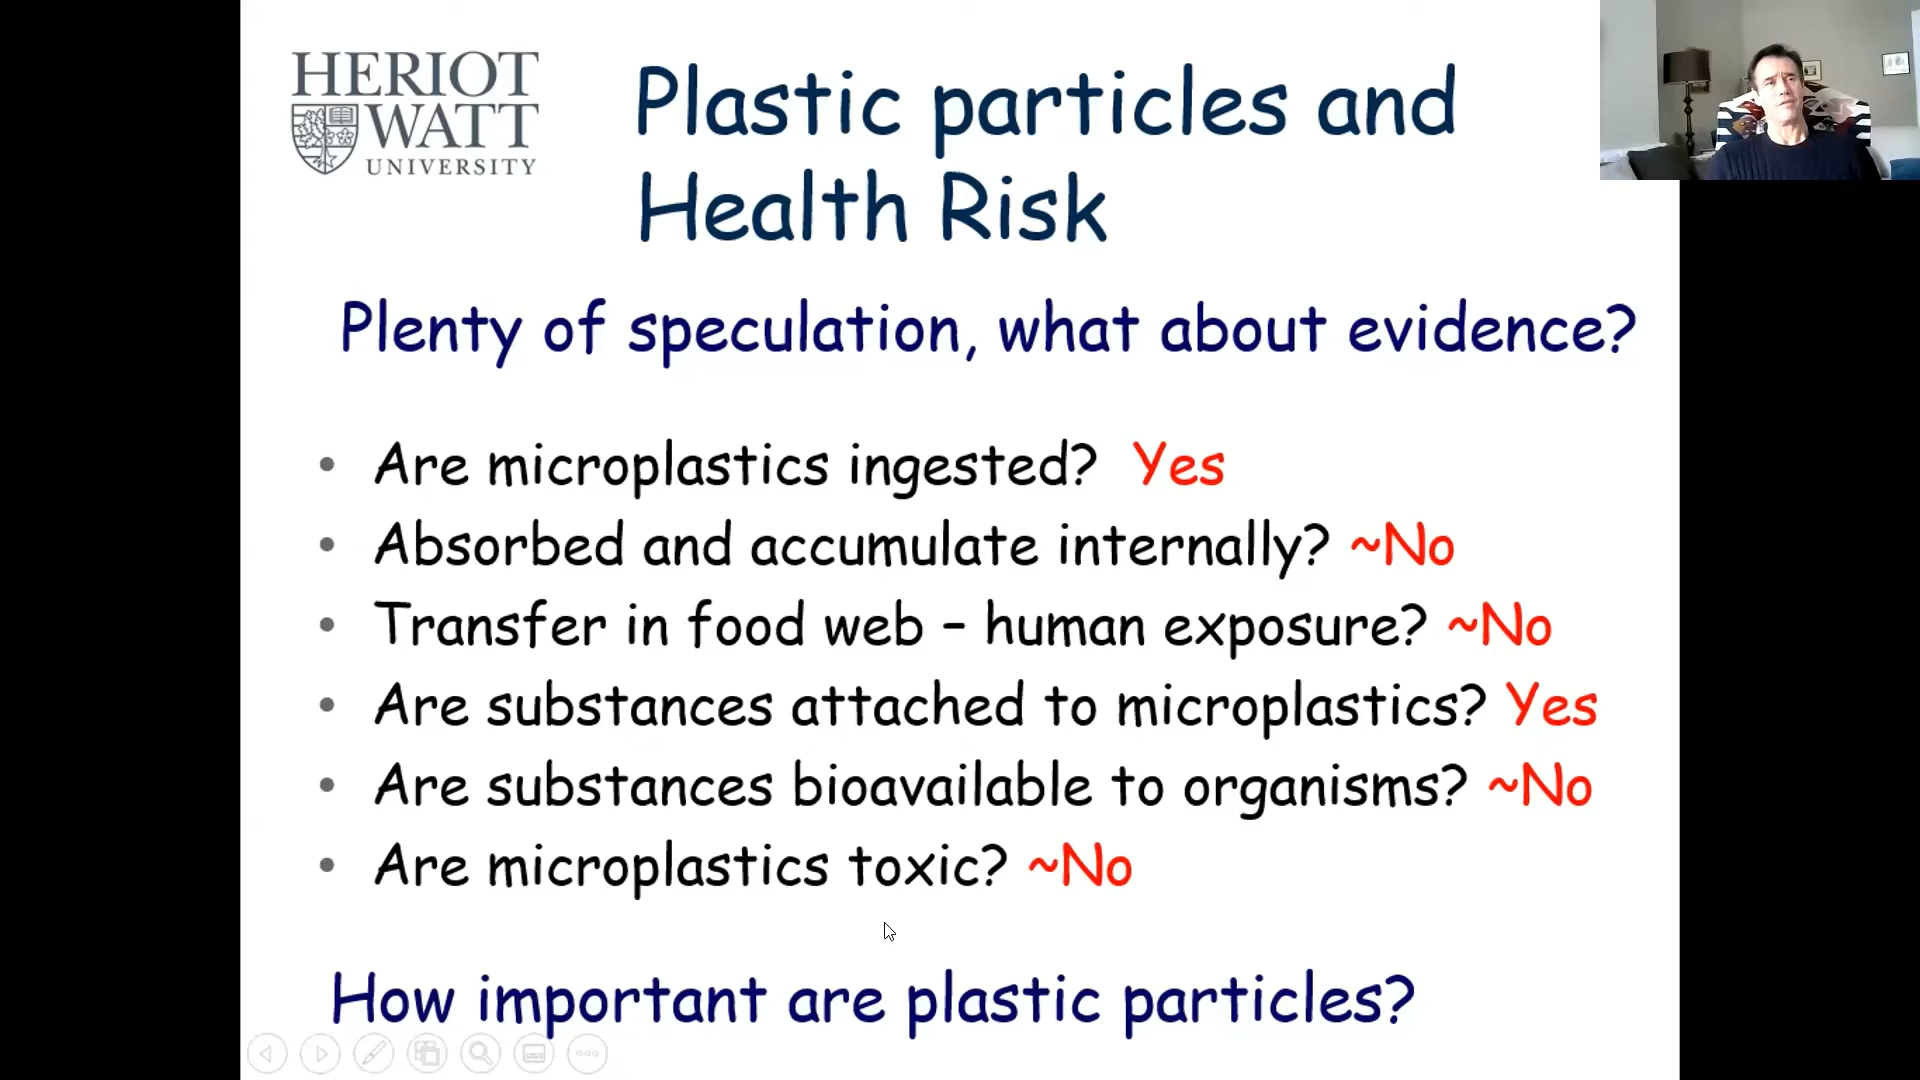 HERIOT
WATT
UNIVERSITY
Plastic particles and
Health Risk
Plenty of speculation, what about evidence?
• Are microplastics ingested? Yes
• Absorbed and accumulate internally? ~No
• Transfer in food web – human exposure? ~No
• Are substances attached to microplastics? Yes
• Are substances bioavailable to organisms? ~No
• Are microplastics toxic? ~No
How important are plastic particles?